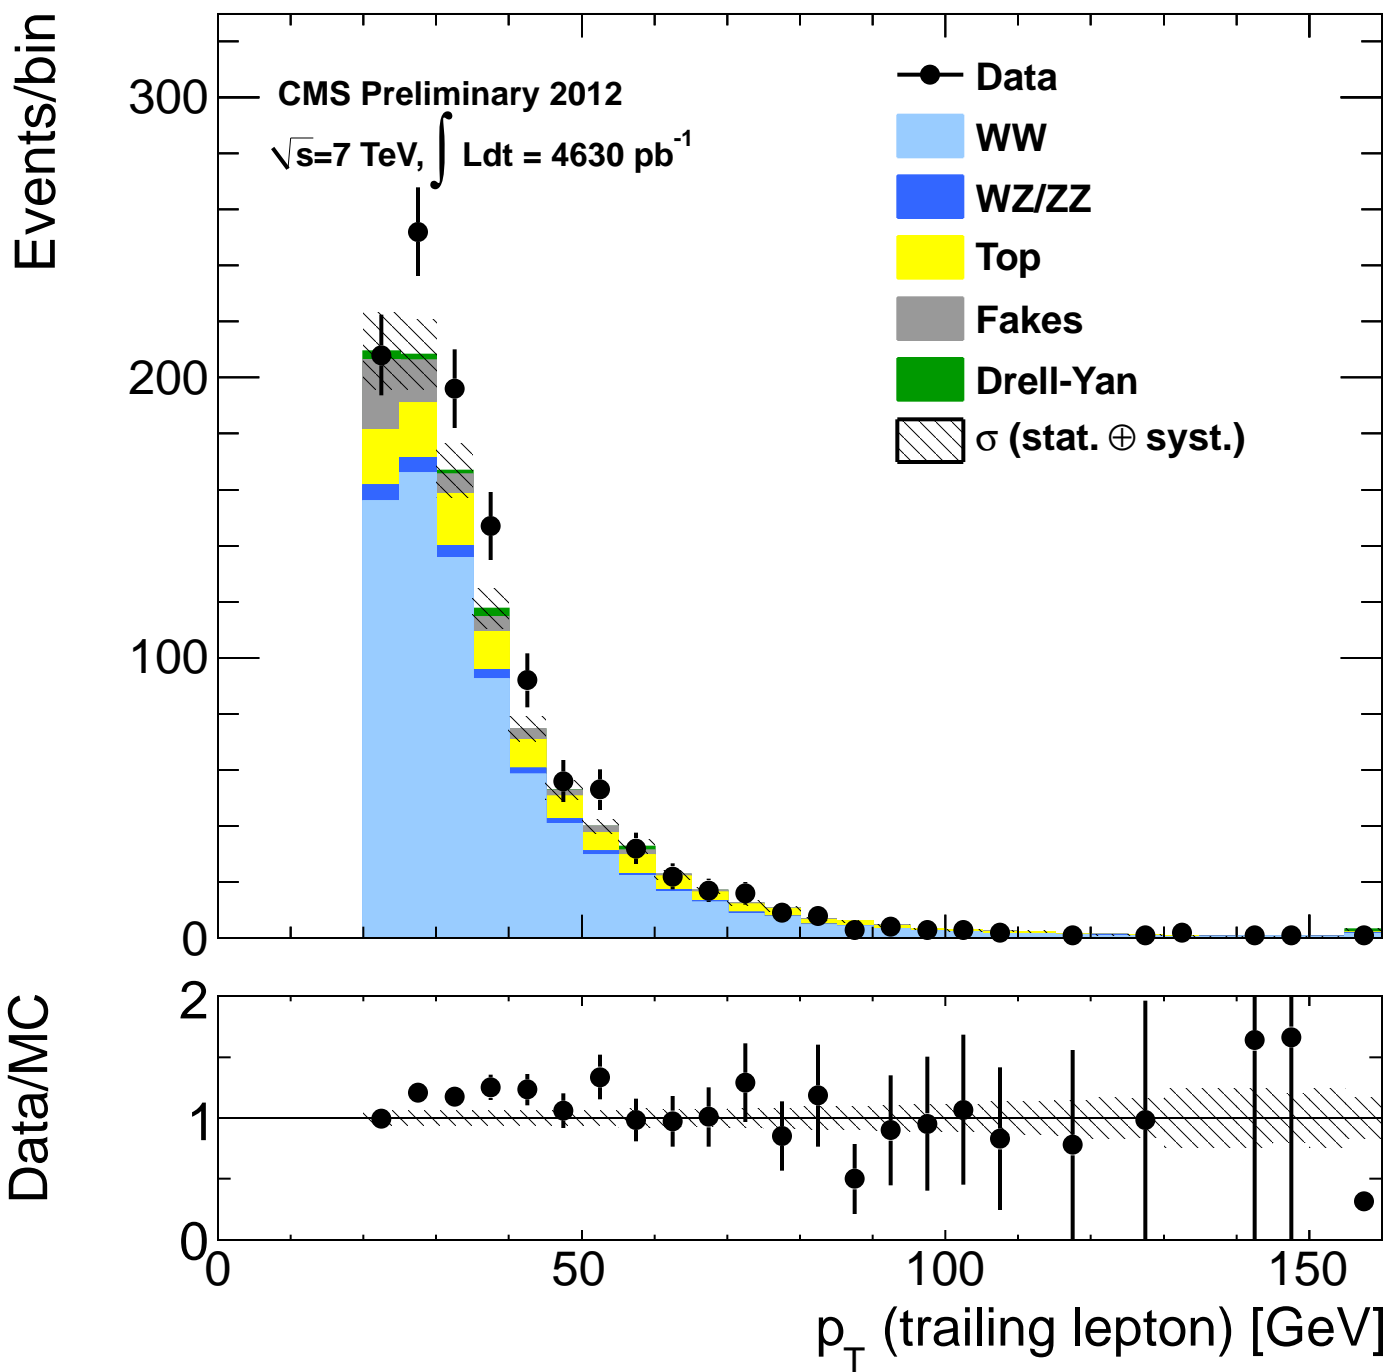 Events/bin
300
200
100
0
CMS Preliminary 2012
√s=7 TeV, ∫ Ldt = 4630 pb⁻¹
Data
WW
WZ/ZZ
Top
Fakes
Drell-Yan
σ (stat. ⊕ syst.)
Data/MC
2
1
0
0 50 100 150
p_T (trailing lepton) [GeV]